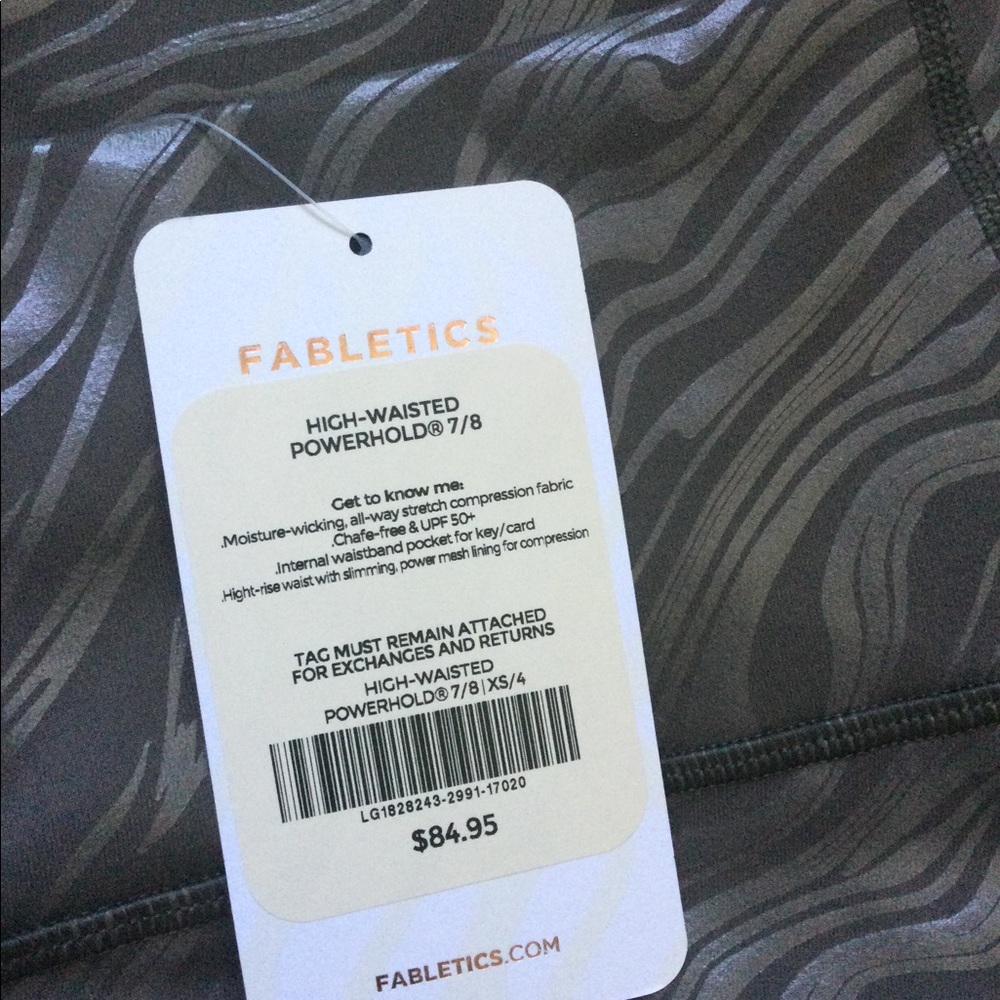 FABLETICS
HIGH-WAISTED
POWERHOLD® 7/8
Get to know me:
.Moisture-wicking, all-way stretch compression fabric
.Chafe-free & UPF 50+
.Internal waistband pocket for key/card
.Hight-rise waist with slimming, power mesh lining for compression
TAG MUST REMAIN ATTACHED
FOR EXCHANGES AND RETURNS
HIGH-WAISTED
POWERHOLD® 7/8|XS/4
LG1828243-2991-17020
$84.95
FABLETICS.COM